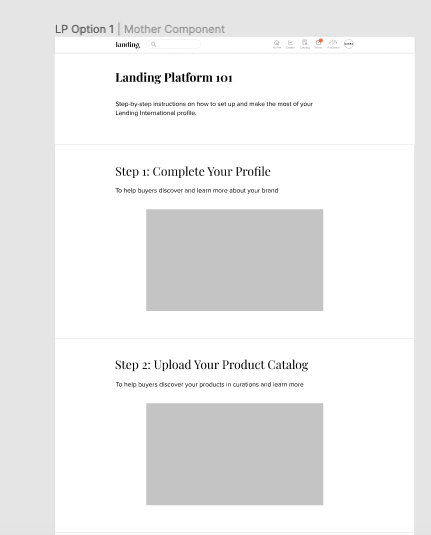 LP Option 1 | Mother Component
landing
Landing Platform 101
Step-by-step instructions on how to set up and make the most of your
Landing International profile.
Step 1: Complete Your Profile
To help buyers discover and learn more about your brand
Step 2: Upload Your Product Catalog
To help buyers discover your products in curations and learn more